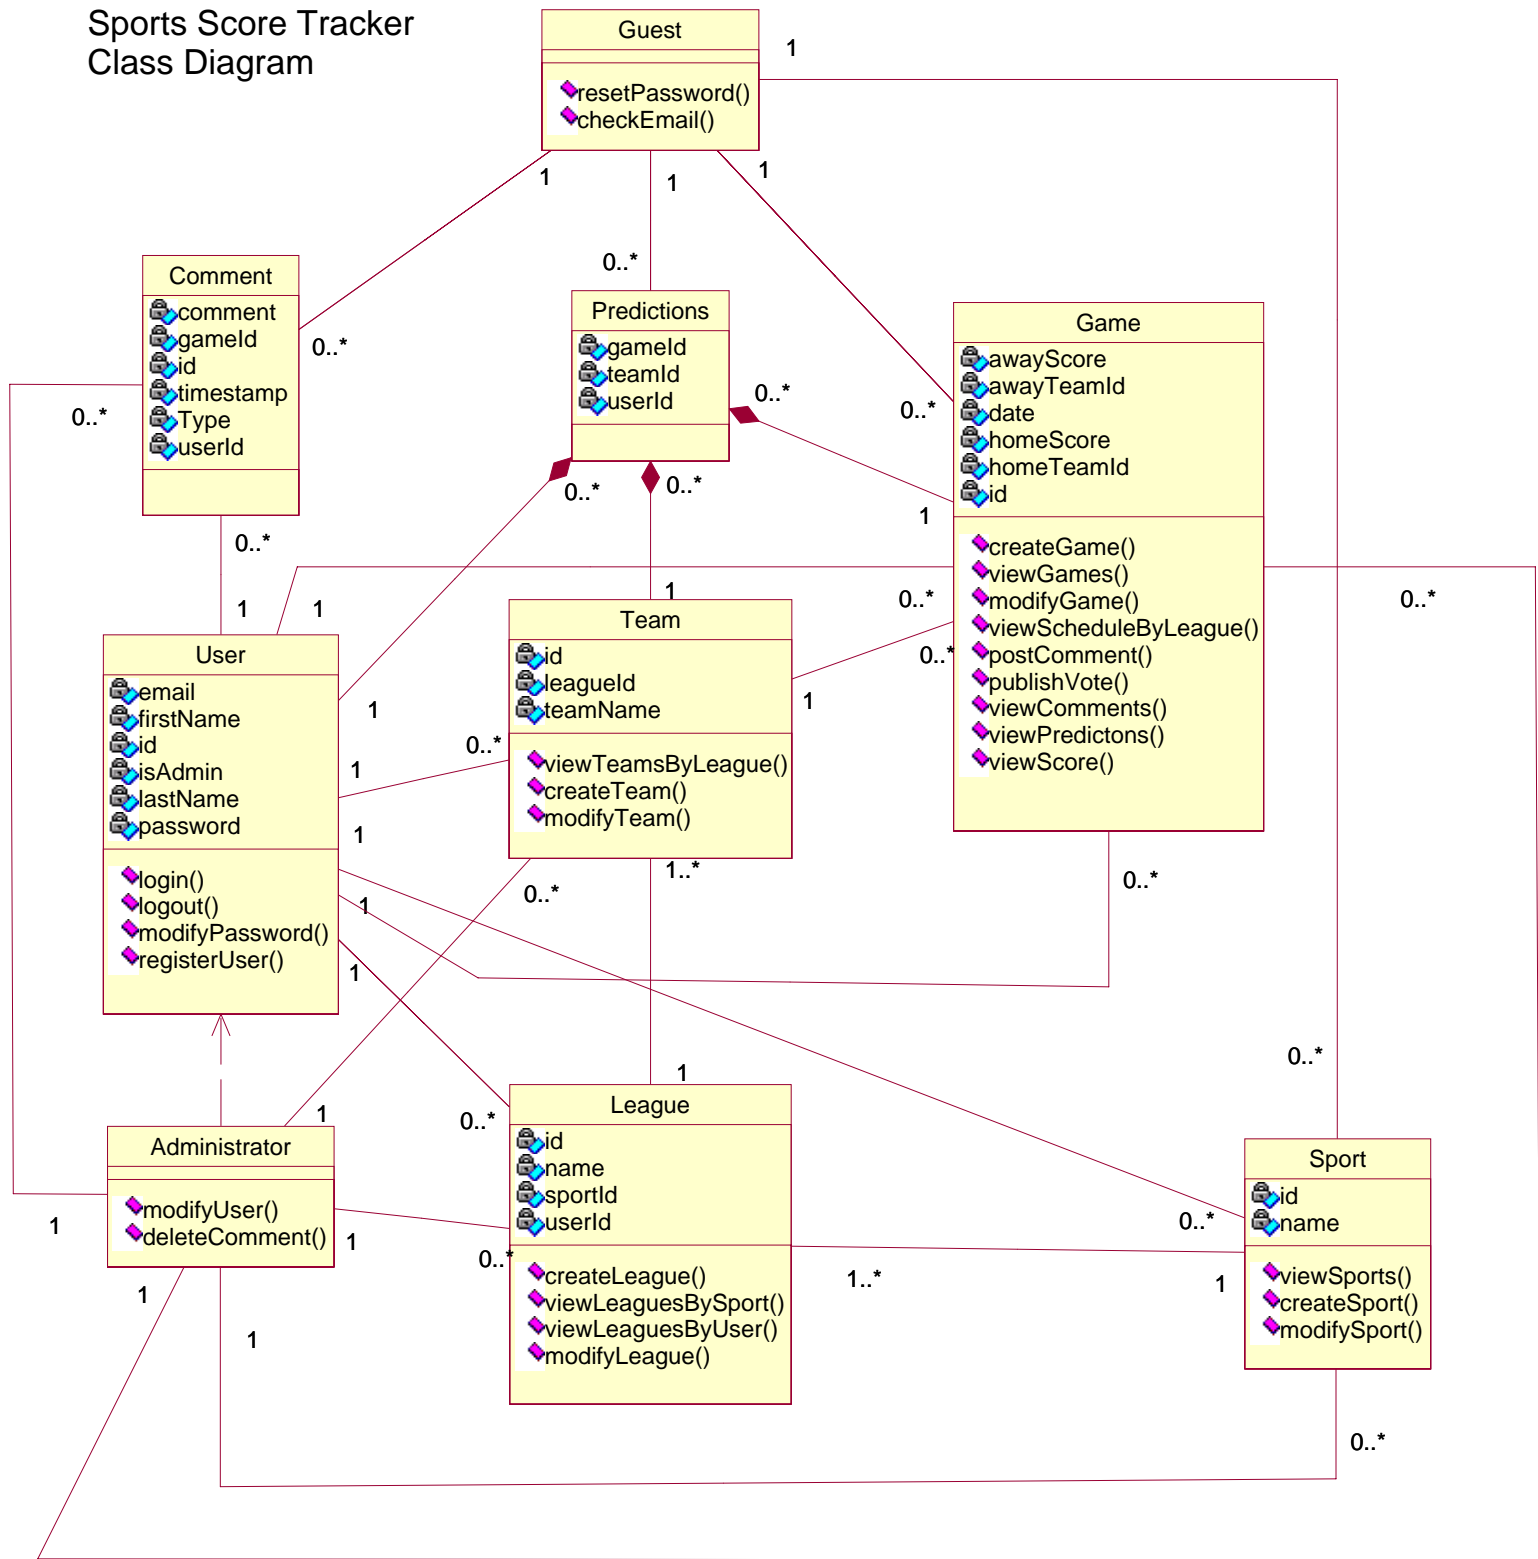 Sports Score Tracker
Class Diagram
Guest
resetPassword()
checkEmail()
1
1
1
1
0..*
0..*
0..*
Comment
comment
gameId
id
timestamp
Type
userId
0..*
0..*
Predictions
gameId
teamId
userId
0..*
0..*
0..*
Game
awayScore
awayTeamId
date
homeScore
homeTeamId
id
createGame()
viewGames()
modifyGame()
viewScheduleByLeague()
postComment()
publishVote()
viewComments()
viewPredictons()
viewScore()
1
0..*
0..*
0..*
0..*
1
1
1
1
User
email
firstName
id
isAdmin
lastName
password
login()
logout()
modifyPassword()
registerUser()
1
1
1
1
1
Team
id
leagueId
teamName
viewTeamsByLeague()
createTeam()
modifyTeam()
0..*
0..*
1..*
1
0..*
0..*
1
Administrator
modifyUser()
deleteComment()
1
1
1
1
League
id
name
sportId
userId
createLeague()
viewLeaguesBySport()
viewLeaguesByUser()
modifyLeague()
0..*
1..*
Sport
id
name
viewSports()
createSport()
modifySport()
0..*
1
0..*